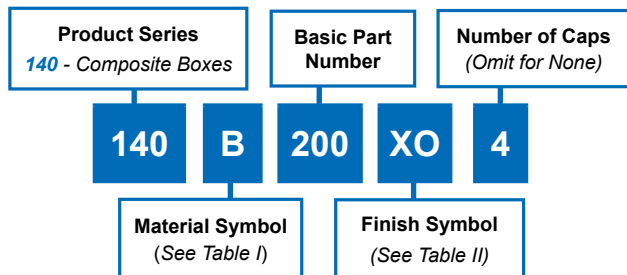 Product Series
140 - Composite Boxes
Basic Part
Number
Number of Caps
(Omit for None)
140 B 200 XO 4
Material Symbol
(See Table I)
Finish Symbol
(See Table II)